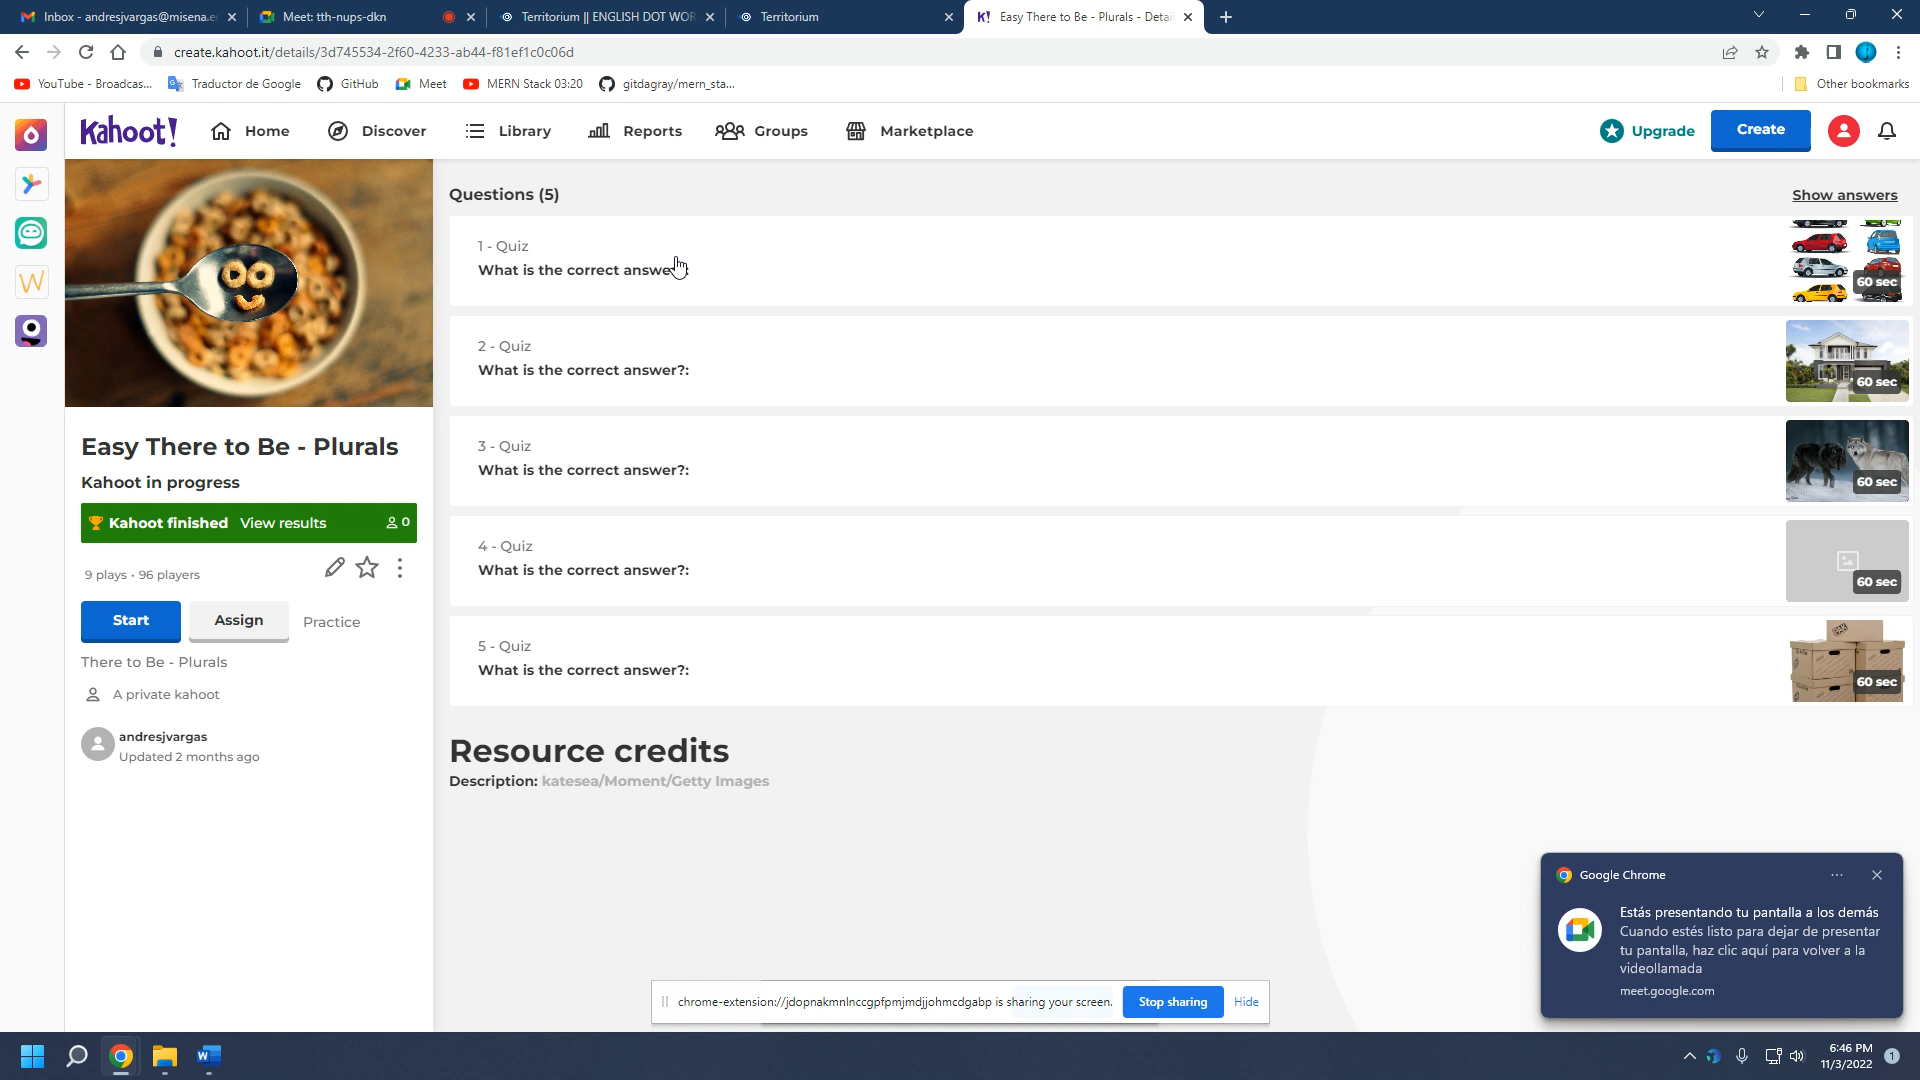 Inbox - andresjvargas@misena.e
Meet: tth-nups-dkn
Territorium || ENGLISH DOT WOR
Territorium
K! Easy There to Be - Plurals - Detai
create.kahoot.it/details/3d745534-2f60-4233-ab44-f81ef1c0c06d
YouTube - Broadcas...
Traductor de Google
GitHub
Meet
MERN Stack 03:20
gitdagray/mern_sta...
Other bookmarks
Kahoot!
Home
Discover
Library
Reports
Groups
Marketplace
Upgrade
Create
W
Questions (5)
Show answers
1 - Quiz
What is the correct answe
60 sec
2 - Quiz
What is the correct answer?:
60 sec
3 - Quiz
What is the correct answer?:
60 sec
4 - Quiz
What is the correct answer?:
60 sec
5 - Quiz
What is the correct answer?:
60 sec
Easy There to Be - Plurals
Kahoot in progress
Kahoot finished View results 0
9 plays • 96 players
Start
Assign
Practice
There to Be - Plurals
A private kahoot
andresjvargas
Updated 2 months ago
Resource credits
Description: katesea/Moment/Getty Images
Google Chrome
Estás presentando tu pantalla a los demás
Cuando estés listo para dejar de presentar
tu pantalla, haz clic aquí para volver a la
videollamada
meet.google.com
chrome-extension://jdopnakmnlnccgpfpmjmdjjohmcdgabp is sharing your screen.
Stop sharing
Hide
6:46 PM
11/3/2022
1